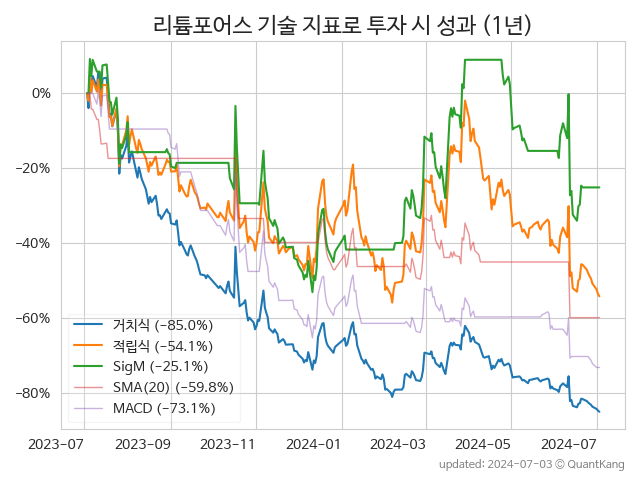 리튬포어스 기술 지표로 투자 시 성과 (1년)
0%
−20%
−40%
−60%
−80%
거치식 (−85.0%)
적립식 (−54.1%)
SigM (−25.1%)
SMA(20) (−59.8%)
MACD (−73.1%)
2023-07 2023-09 2023-11 2024-01 2024-03 2024-05 2024-07
updated: 2024-07-03 © QuantKang